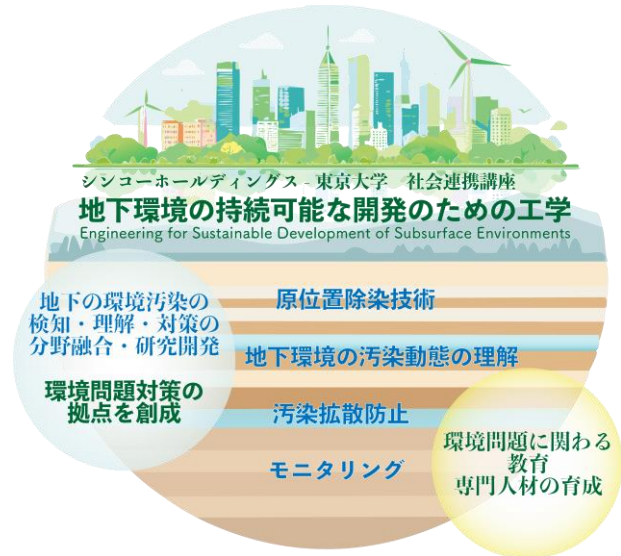 シンコーホールディングス - 東京大学 社会連携講座
地下環境の持続可能な開発のための工学
Engineering for Sustainable Development of Subsurface Environments
地下の環境汚染の
検知・理解・対策の
分野融合・研究開発
環境問題対策の
拠点を創成
原位置除染技術
地下環境の汚染動態の理解
汚染拡散防止
モニタリング
環境問題に関わる
教育
専門人材の育成